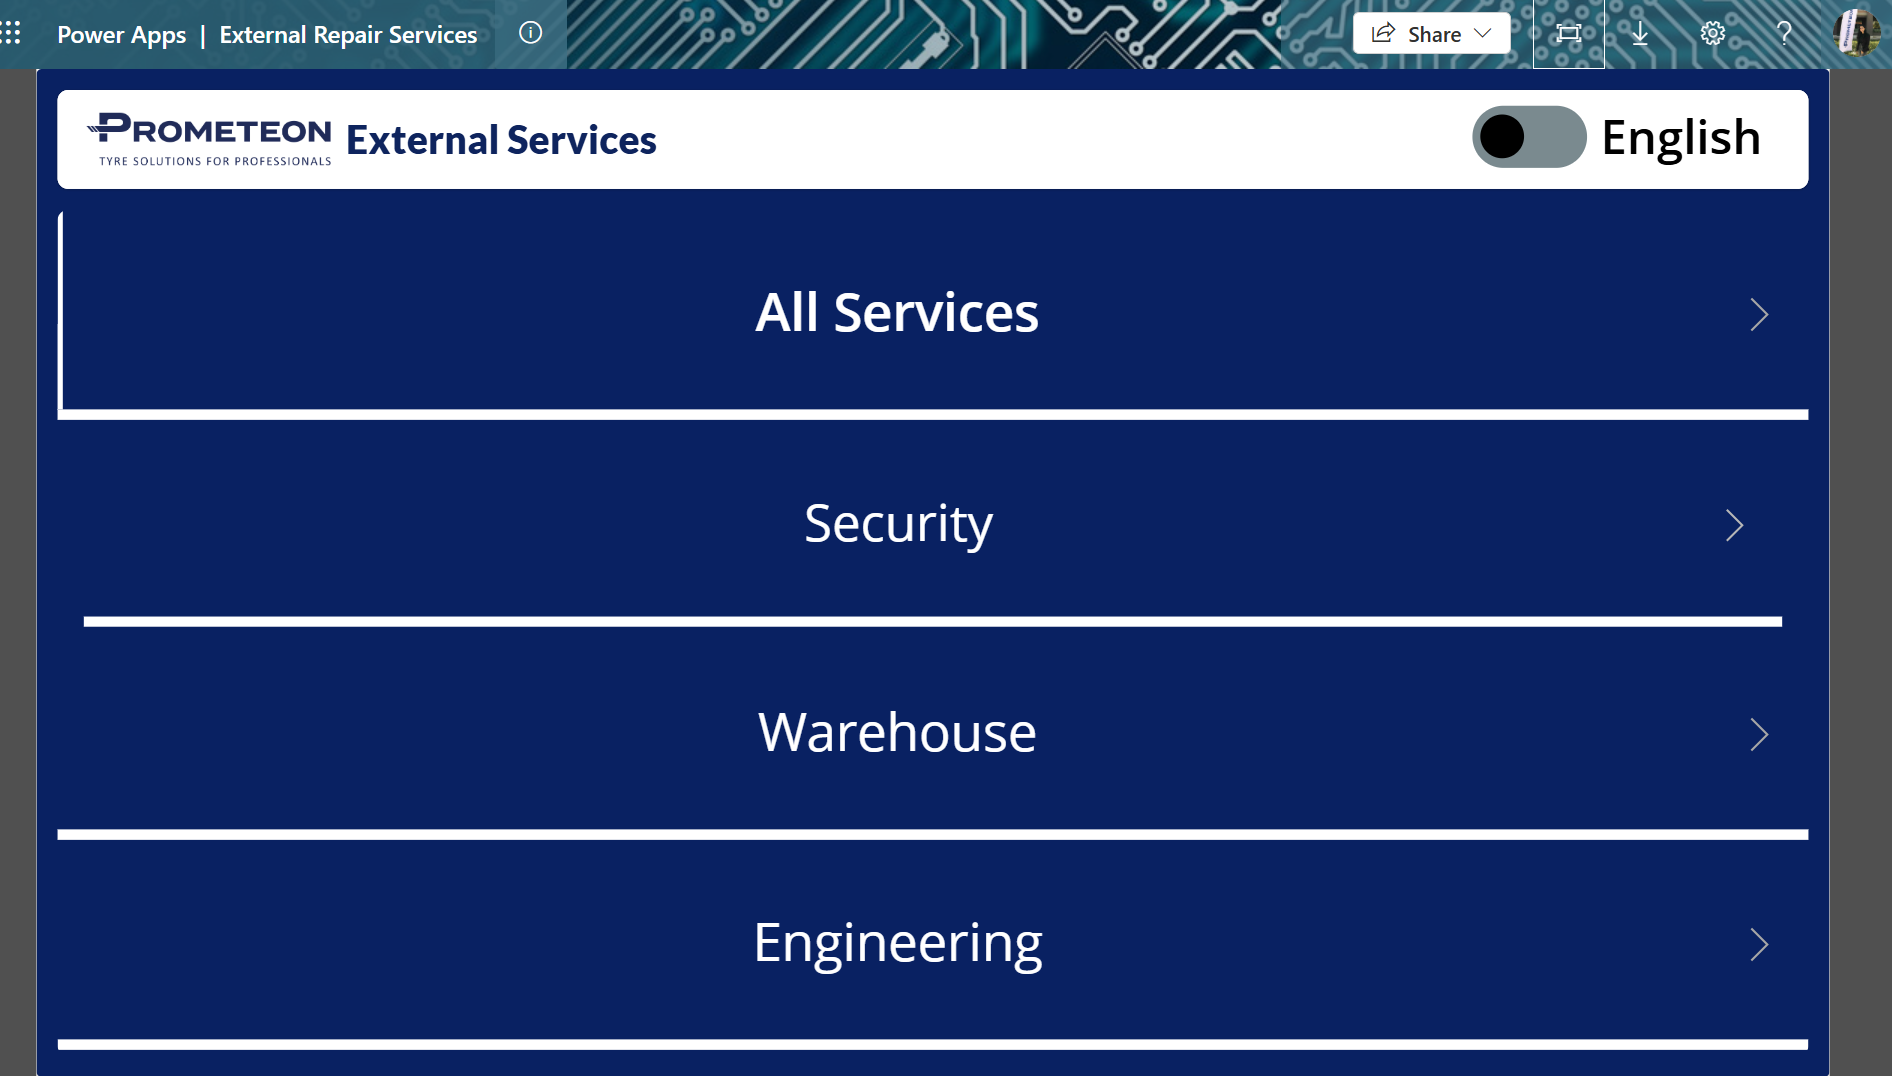 Power Apps | External Repair Services
Share
PROMETEON
TYRE SOLUTIONS FOR PROFESSIONALS
External Services
English
All Services
Security
Warehouse
Engineering